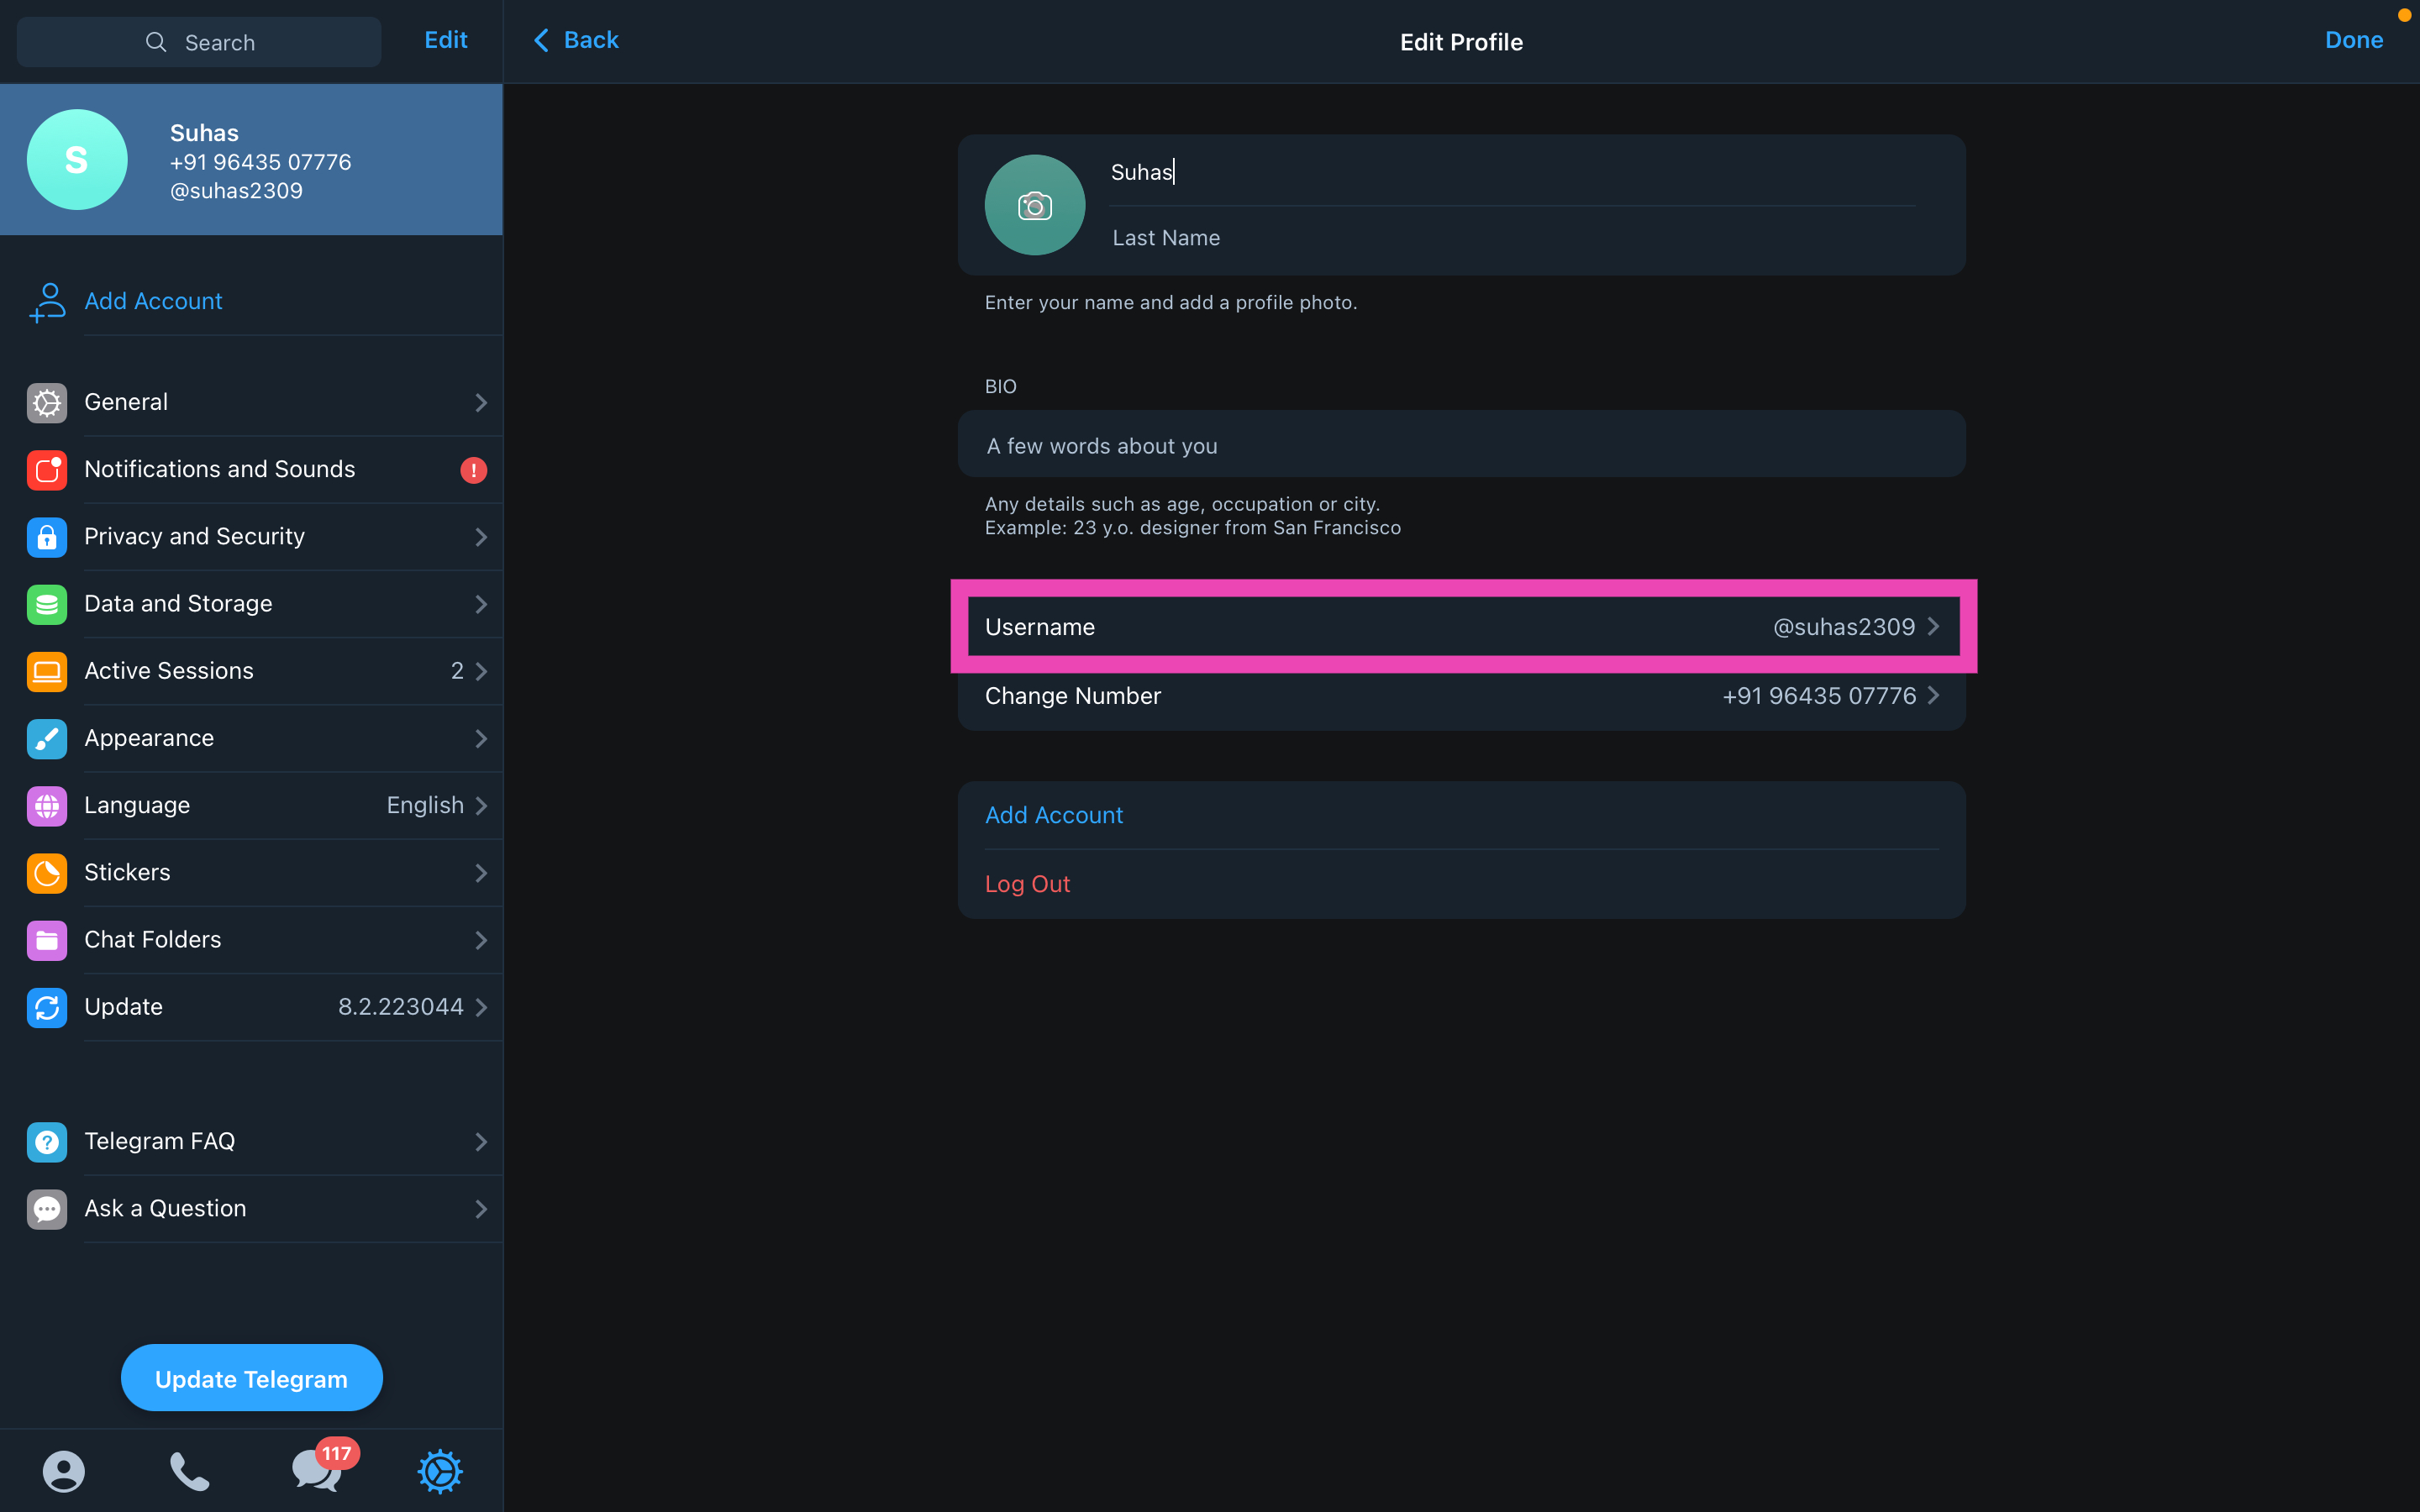 Search
Edit
Back
Edit Profile
Done
S
Suhas
+91 96435 07776
@suhas2309
Add Account
General
Notifications and Sounds
!
Privacy and Security
Data and Storage
Active Sessions 2
Appearance
Language English
Stickers
Chat Folders
Update 8.2.223044
Telegram FAQ
Ask a Question
Update Telegram
117
Suhas
Last Name
Enter your name and add a profile photo.
BIO
A few words about you
Any details such as age, occupation or city.
Example: 23 y.o. designer from San Francisco
Username @suhas2309
Change Number +91 96435 07776
Add Account
Log Out